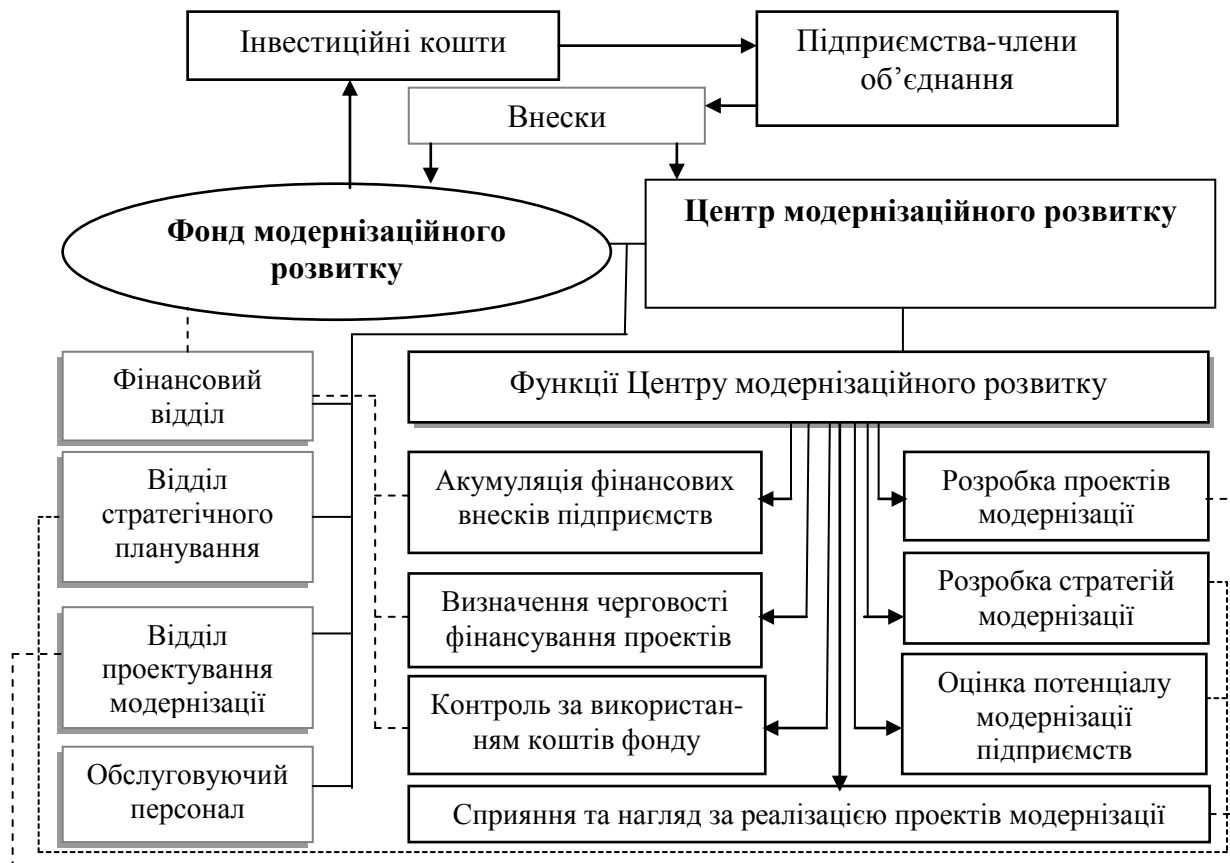 Інвестиційні кошти
Підприємства-члени
об’єднання
Внески
Фонд модернізаційного
розвитку
Центр модернізаційного розвитку
Фінансовий
відділ
Відділ
стратегічного
планування
Відділ
проектування
модернізації
Обслуговуючий
персонал
Функції Центру модернізаційного розвитку
Акумуляція фінансових
внесків підприємств
Визначення черговості
фінансування проектів
Контроль за використан-
ням коштів фонду
Розробка проектів
модернізації
Розробка стратегій
модернізації
Оцінка потенціалу
модернізації
підприємств
Сприяння та нагляд за реалізацією проектів модернізації